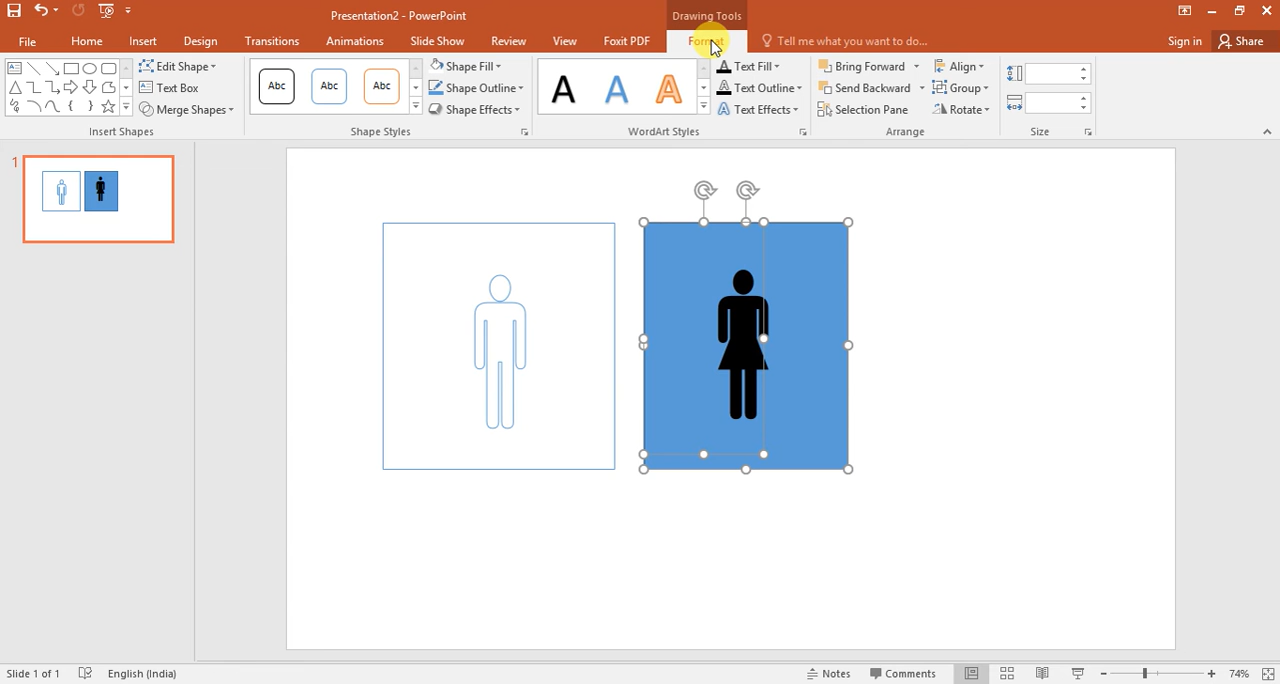 Presentation2 - PowerPoint
Drawing Tools
File Home Insert Design Transitions Animations Slide Show Review View Foxit PDF Format Tell me what you want to do... Sign in Share
Edit Shape
Text Box
Merge Shapes
Insert Shapes
Abc Abc Abc
Shape Fill
Shape Outline
Shape Effects
Shape Styles
A A A
Text Fill
Text Outline
Text Effects
WordArt Styles
Bring Forward
Send Backward
Selection Pane
Align
Group
Rotate
Arrange
Size
1
Slide 1 of 1 English (India) Notes Comments 74%